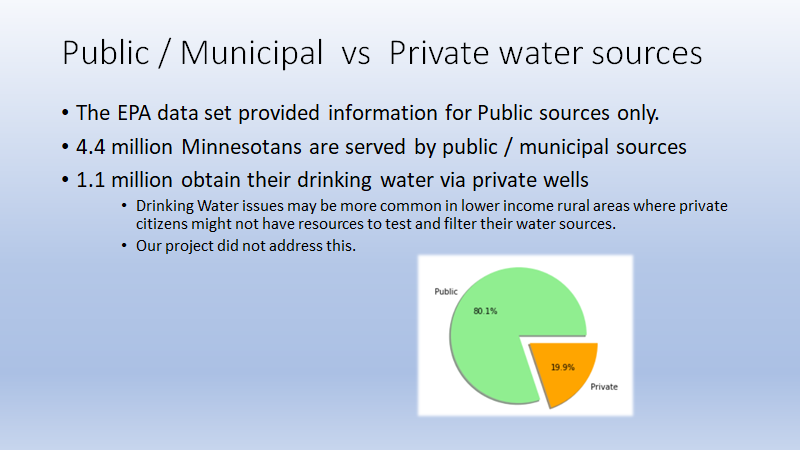 Public / Municipal vs Private water sources
• The EPA data set provided information for Public sources only.
• 4.4 million Minnesotans are served by public / municipal sources
• 1.1 million obtain their drinking water via private wells
• Drinking Water issues may be more common in lower income rural areas where private
citizens might not have resources to test and filter their water sources.
• Our project did not address this.
Public
80.1%
19.9%
Private